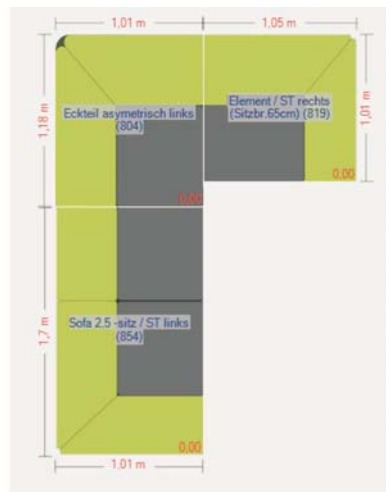 1,01 m
1,05 m
1,18 m
Eckteil asymetrisch links
(804)
Element / ST rechts
(Sitzbr.65cm) (819)
1,01 m
0,00
0,00
1,7 m
Sofa 2.5 -sitz / ST links
(854)
0,00
1,01 m